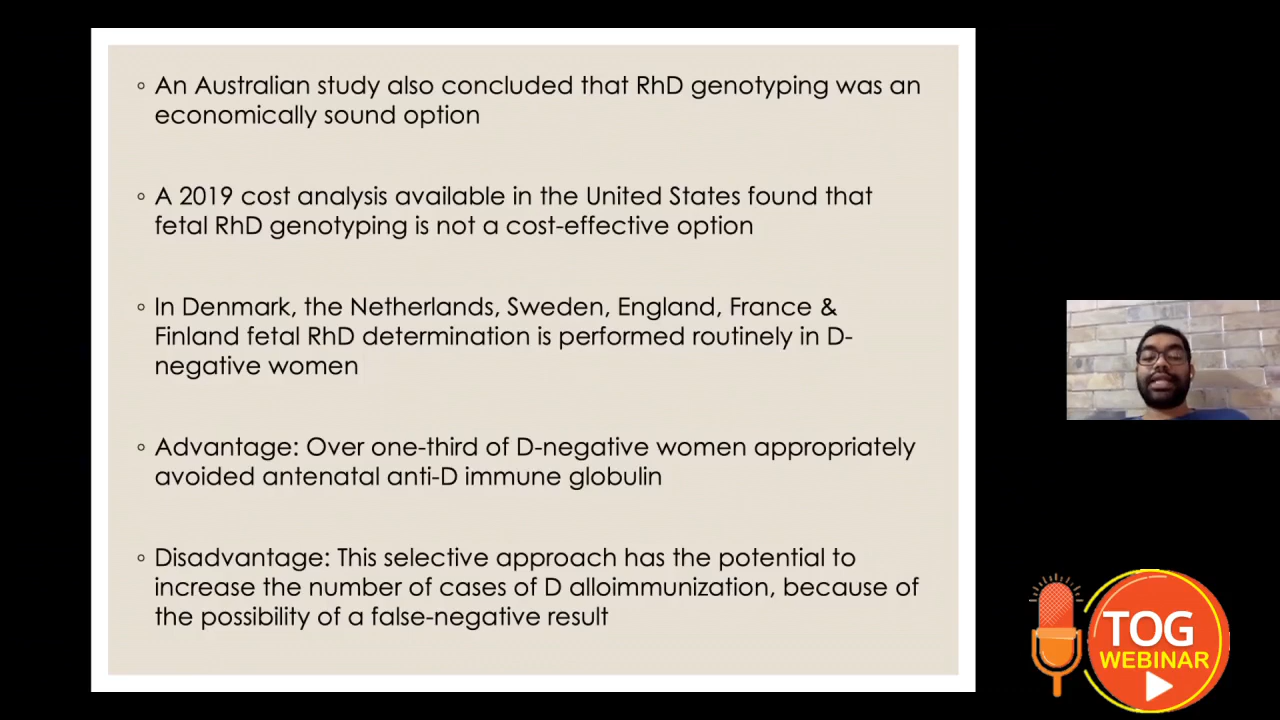 ◦ An Australian study also concluded that RhD genotyping was an
economically sound option
◦ A 2019 cost analysis available in the United States found that
fetal RhD genotyping is not a cost-effective option
◦ In Denmark, the Netherlands, Sweden, England, France &
Finland fetal RhD determination is performed routinely in D-
negative women
◦ Advantage: Over one-third of D-negative women appropriately
avoided antenatal anti-D immune globulin
◦ Disadvantage: This selective approach has the potential to
increase the number of cases of D alloimmunization, because of
the possibility of a false-negative result
TOG
WEBINAR